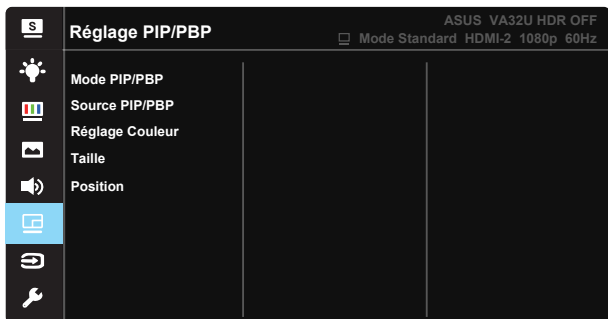 S
Réglage PIP/PBP
ASUS VA32U HDR OFF
Mode Standard HDMI-2 1080p 60Hz
Mode PIP/PBP
Source PIP/PBP
Réglage Couleur
Taille
Position